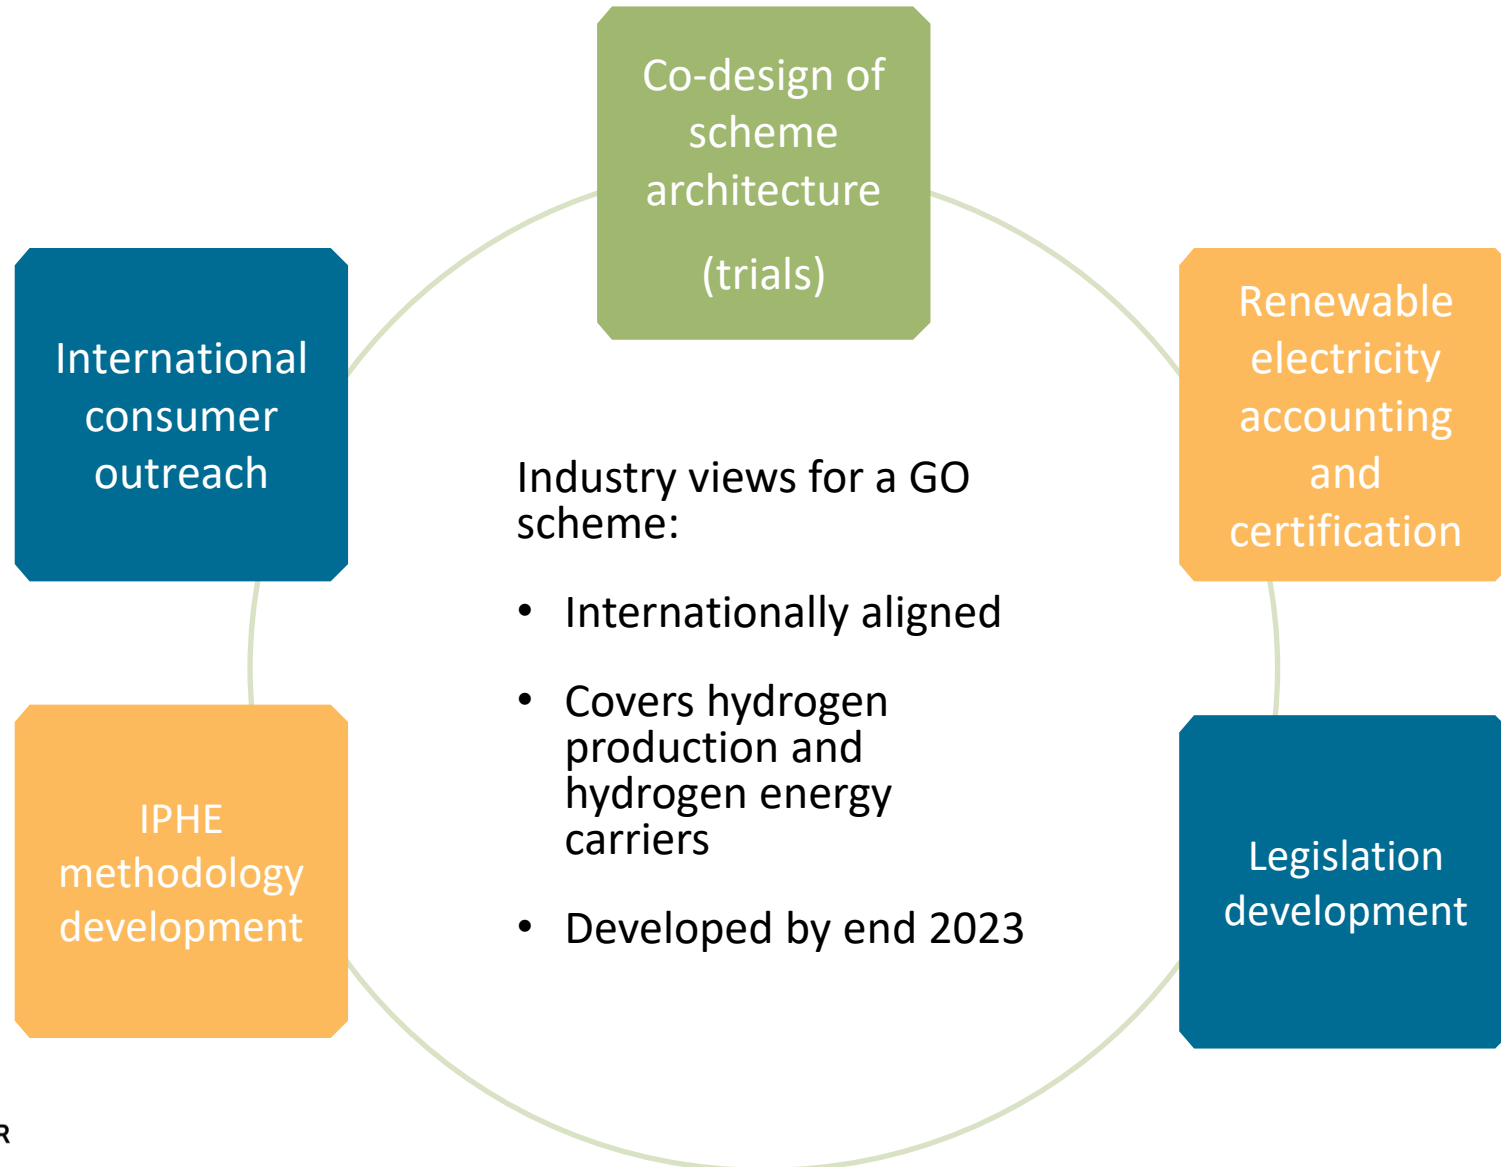 Co-design of
scheme
architecture
(trials)
Renewable
electricity
accounting
and
certification
Legislation
development
IPHE
methodology
development
International
consumer
outreach
Industry views for a GO
scheme:
• Internationally aligned
• Covers hydrogen
production and
hydrogen energy
carriers
• Developed by end 2023
R